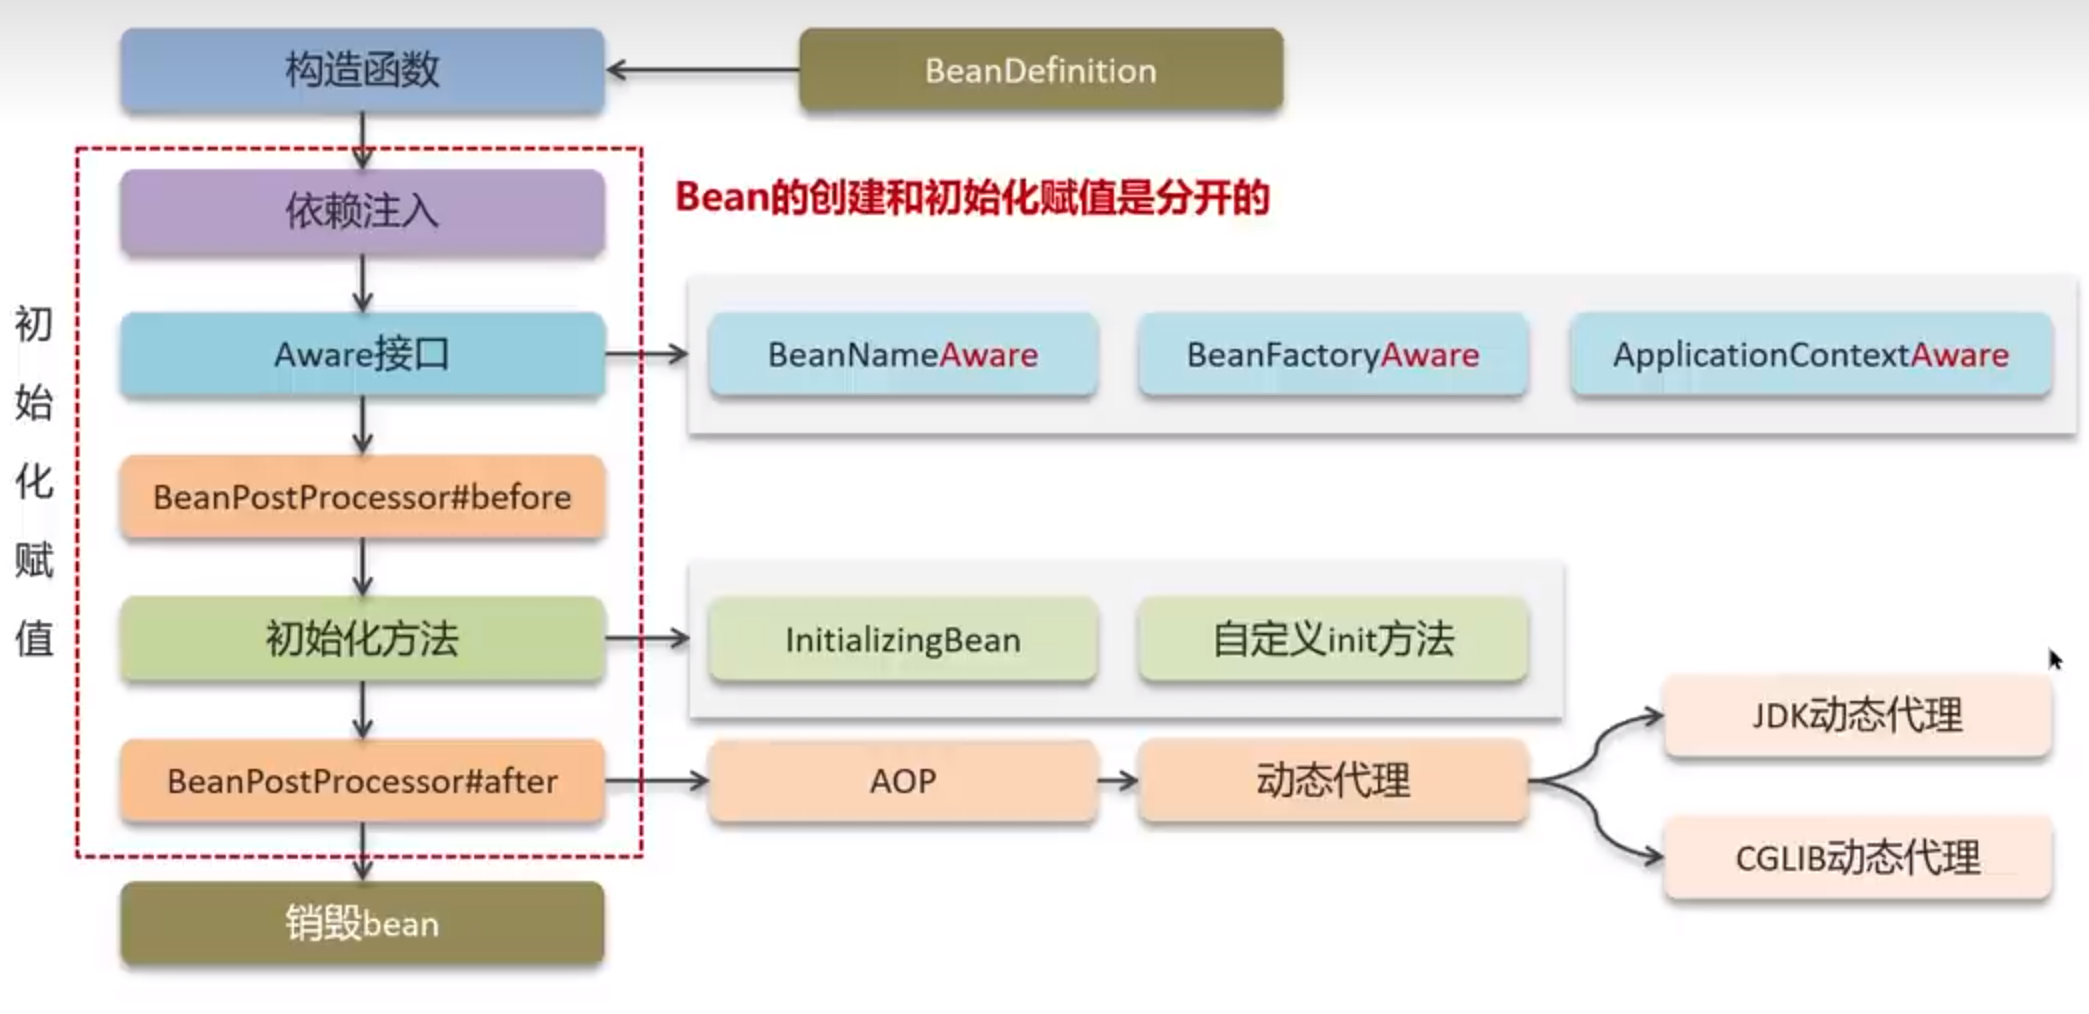 构造函数
BeanDefinition
依赖注入
Bean的创建和初始化赋值是分开的
初始化赋值
Aware接口
BeanNameAware
BeanFactoryAware
ApplicationContextAware
BeanPostProcessor#before
初始化方法
InitializingBean
自定义init方法
BeanPostProcessor#after
AOP
动态代理
JDK动态代理
CGLIB动态代理
销毁bean